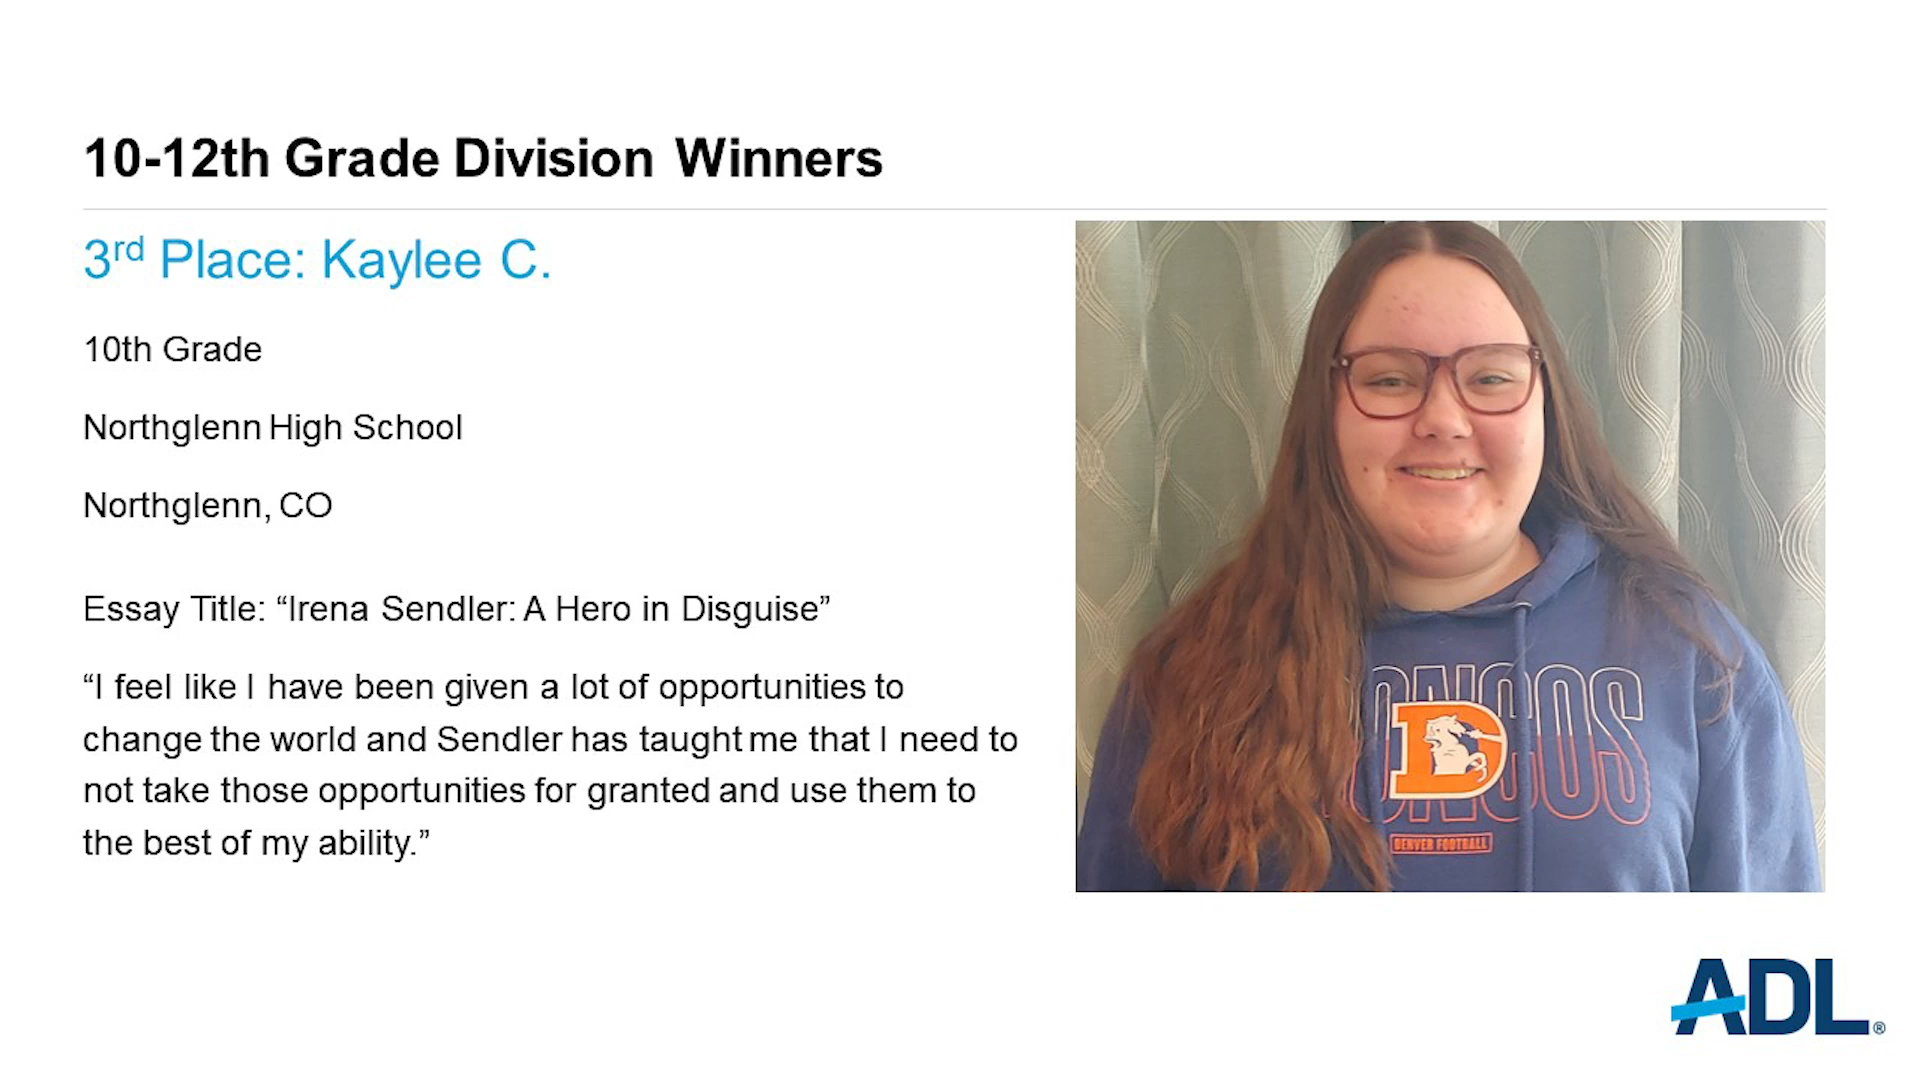 10-12th Grade Division Winners
3rd Place: Kaylee C.
10th Grade
Northglenn High School
Northglenn, CO
Essay Title: “Irena Sendler: A Hero in Disguise”
“I feel like I have been given a lot of opportunities to
change the world and Sendler has taught me that I need to
not take those opportunities for granted and use them to
the best of my ability.”
RONCOS
D
DENVER FOOTBALL
ADL®